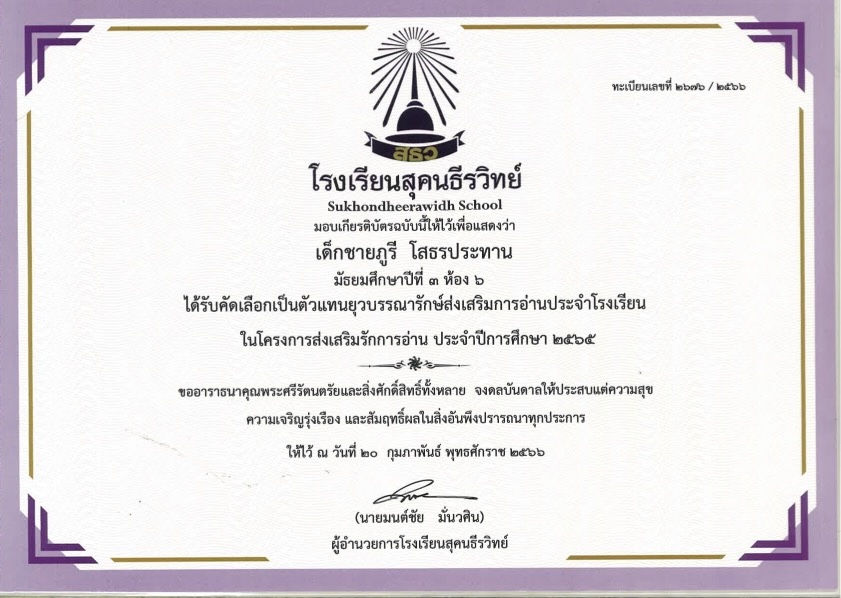 ทะเบียนเลขที่ ๒๖๗๖ / ๒๕๖๖
สธว
โรงเรียนสุคนธีรวิทย์
Sukhondheerawidh School
มอบเกียรติบัตรฉบับนี้ให้ไว้เพื่อแสดงว่า
เด็กชายภูรี โสธรประทาน
มัธยมศึกษาปีที่ ๓ ห้อง ๖
ได้รับคัดเลือกเป็นตัวแทนยุวบรรณารักษ์ส่งเสริมการอ่านประจำโรงเรียน
ในโครงการส่งเสริมรักการอ่าน ประจำปีการศึกษา ๒๕๖๕
ขออาราธนาคุณพระศรีรัตนตรัยและสิ่งศักดิ์สิทธิ์ทั้งหลาย จงดลบันดาลให้ประสบแต่ความสุข
ความเจริญรุ่งเรือง และสัมฤทธิ์ผลในสิ่งอันพึงปรารถนาทุกประการ
ให้ไว้ ณ วันที่ ๒๐ กุมภาพันธ์ พุทธศักราช ๒๕๖๖
(นายมนต์ชัย มั่นวศิน)
ผู้อำนวยการโรงเรียนสุคนธีรวิทย์